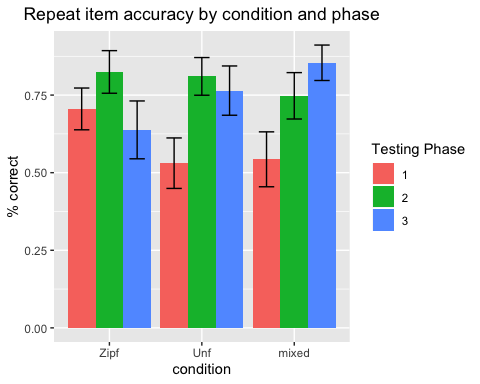 Repeat item accuracy by condition and phase
% correct
0.75
0.50
0.25
0.00
Zipf
Unf
mixed
condition
Testing Phase
1
2
3